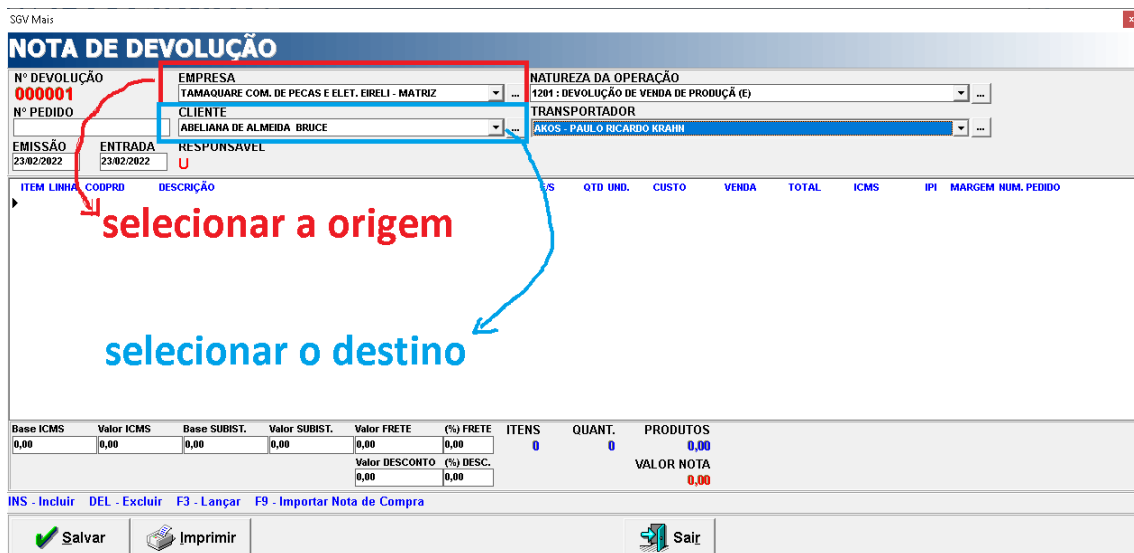 SGV Mais
NOTA DE DEVOLUÇÃO
Nº DEVOLUÇÃO EMPRESA NATUREZA DA OPERAÇÃO
000001 TAMAQUARE COM. DE PECAS E ELET. EIRELI - MATRIZ ... 1201 : DEVOLUÇÃO DE VENDA DE PRODUÇÃ (E) ...
Nº PEDIDO CLIENTE TRANSPORTADOR
ABELIANA DE ALMEIDA BRUCE ... AKOS - PAULO RICARDO KRAHN ...
EMISSÃO ENTRADA RESPONSÁVEL
23/02/2022 23/02/2022 U
ITEM LINHA CODPRD DESCRIÇÃO E/S QTD UND. CUSTO VENDA TOTAL ICMS IPI MARGEM NUM. PEDIDO
selecionar a origem
selecionar o destino
Base ICMS Valor ICMS Base SUBIST. Valor SUBIST. Valor FRETE (%) FRETE ITENS QUANT. PRODUTOS
0,00 0,00 0,00 0,00 0,00 0,00 0 0 0,00
Valor DESCONTO (%) DESC. VALOR NOTA
0,00 0,00 0,00
INS - Incluir DEL - Excluir F3 - Lançar F9 - Importar Nota de Compra
Salvar Imprimir Sair